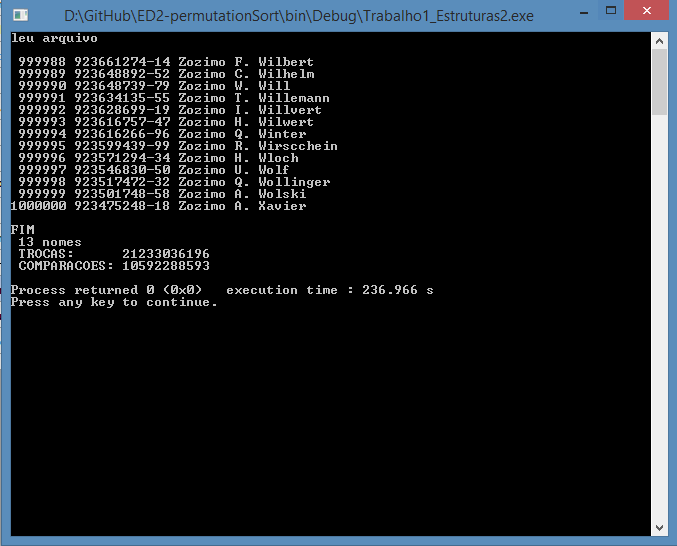 D:\GitHub\ED2-permutationSort\bin\Debug\Trabalho1_Estruturas2.exe
leu arquivo
999988 923661274-14 Zozimo F. Wilbert
999989 923648892-52 Zozimo C. Wilhelm
999990 923648739-79 Zozimo W. Will
999991 923634135-55 Zozimo T. Willemann
999992 923628699-19 Zozimo I. Willvert
999993 923616757-47 Zozimo H. Wilwert
999994 923616266-96 Zozimo Q. Winter
999995 923599439-99 Zozimo R. Wirscchein
999996 923571294-34 Zozimo H. Wloch
999997 923546830-50 Zozimo U. Wolf
999998 923517472-32 Zozimo Q. Wollinger
999999 923501748-58 Zozimo A. Wolski
1000000 923475248-18 Zozimo A. Xavier
FIM
13 nomes
TROCAS: 21233036196
COMPARACOES: 10592288593
Process returned 0 (0x0) execution time : 236.966 s
Press any key to continue.